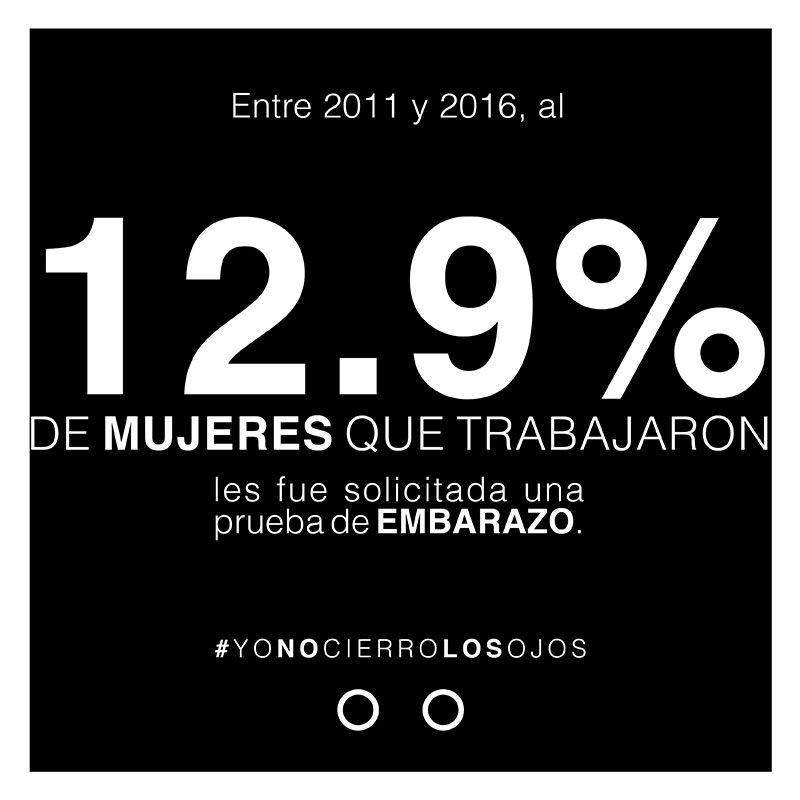 Entre 2011 y 2016, al
12.9%
DE MUJERES QUE TRABAJARON
les fue solicitada una
prueba de EMBARAZO.
#YONOCIERROLOSOJOS